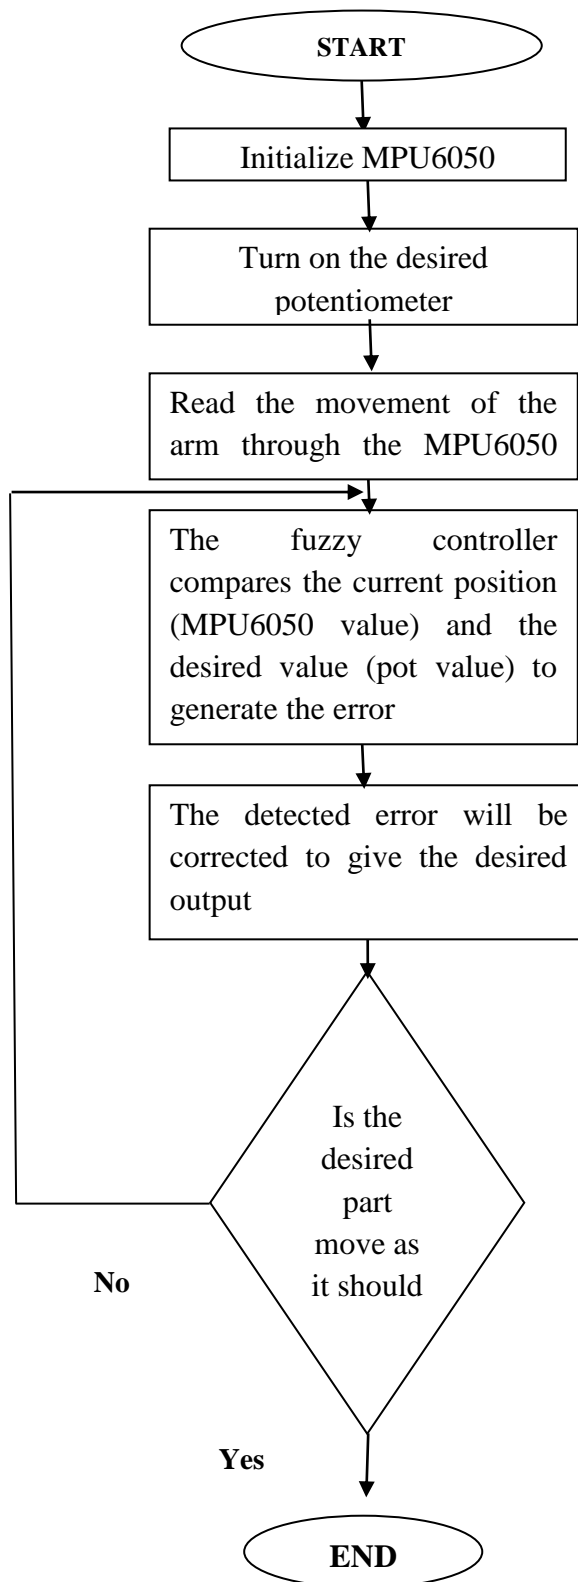 START
Initialize MPU6050
Turn on the desired
potentiometer
Read the movement of the
arm through the MPU6050
The fuzzy controller
compares the current position
(MPU6050 value) and the
desired value (pot value) to
generate the error
The detected error will be
corrected to give the desired
output
Is the
desired
part
move as
it should
No
Yes
END